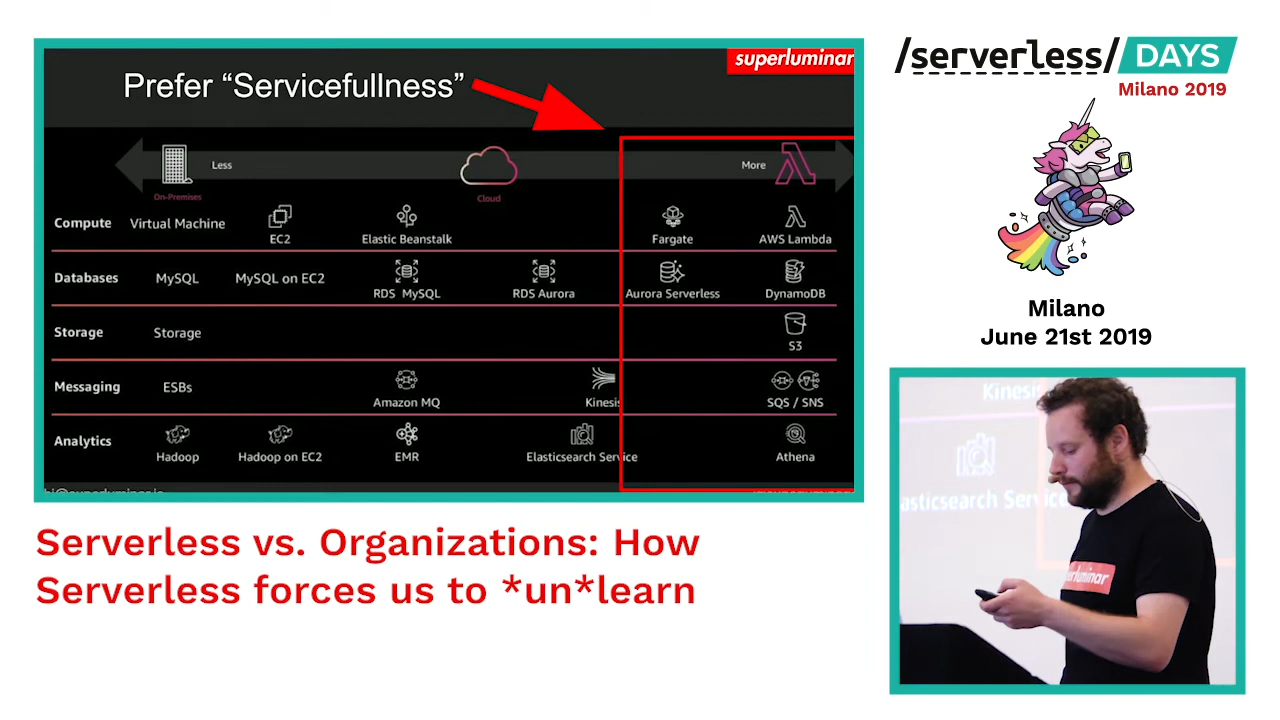 superluminar
Prefer “Servicefullness”
Less
More
On-Premises
Cloud
Compute
Virtual Machine
EC2
Elastic Beanstalk
Fargate
AWS Lambda
Databases
MySQL
MySQL on EC2
RDS MySQL
RDS Aurora
Aurora Serverless
DynamoDB
Storage
Storage
S3
Messaging
ESBs
Amazon MQ
Kinesis
SQS / SNS
Analytics
Hadoop
Hadoop on EC2
EMR
Elasticsearch Service
Athena
Serverless vs. Organizations: How
Serverless forces us to *un*learn
/serverless/ DAYS
Milano 2019
Milano
June 21st 2019
Kinesis
asticsearch Service
erluminar